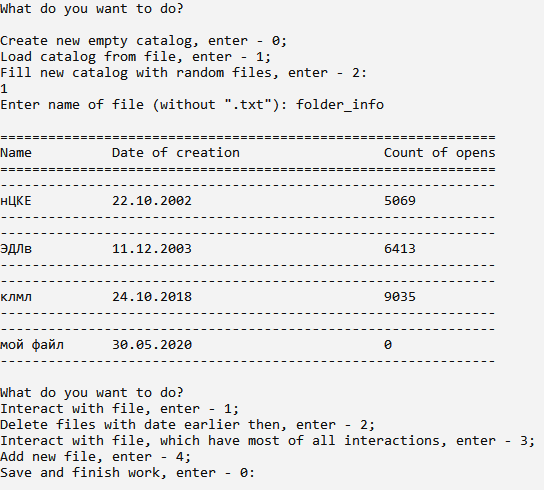 What do you want to do?
Create new empty catalog, enter - 0;
Load catalog from file, enter - 1;
Fill new catalog with random files, enter - 2:
1
Enter name of file (without ".txt"): folder_info
==============================================================
Name Date of creation Count of opens
==============================================================
--------------------------------------------------------------
нЦКЕ 22.10.2002 5069
--------------------------------------------------------------
--------------------------------------------------------------
ЭДЛв 11.12.2003 6413
--------------------------------------------------------------
--------------------------------------------------------------
клмл 24.10.2018 9035
--------------------------------------------------------------
--------------------------------------------------------------
мой файл 30.05.2020 0
--------------------------------------------------------------
What do you want to do?
Interact with file, enter - 1;
Delete files with date earlier then, enter - 2;
Interact with file, which have most of all interactions, enter - 3;
Add new file, enter - 4;
Save and finish work, enter - 0: